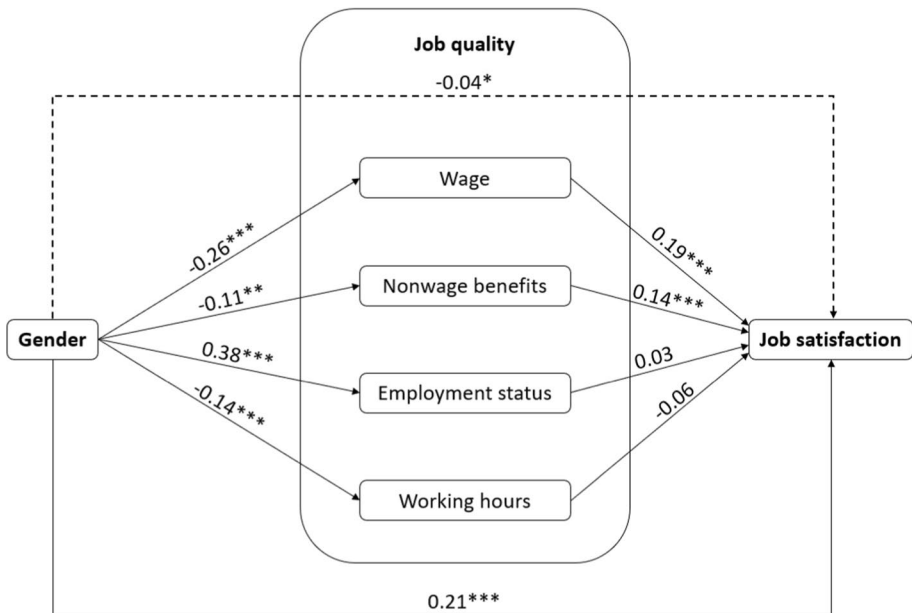 Job quality
-0.04*
Wage
-0.26***
0.19***
Nonwage benefits
-0.11**
0.14***
Gender
Job satisfaction
0.38***
0.03
Employment status
-0.14***
-0.06
Working hours
0.21***